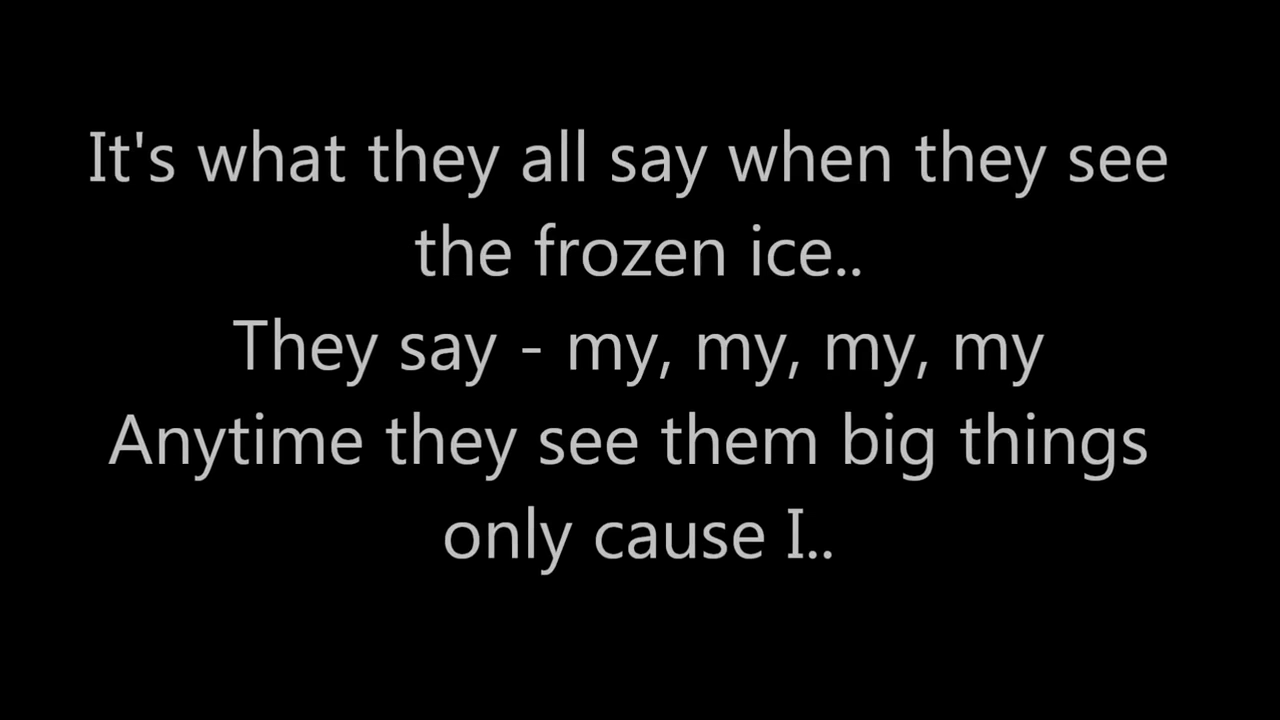 It's what they all say when they see
the frozen ice..
They say - my, my, my, my
Anytime they see them big things
only cause I..